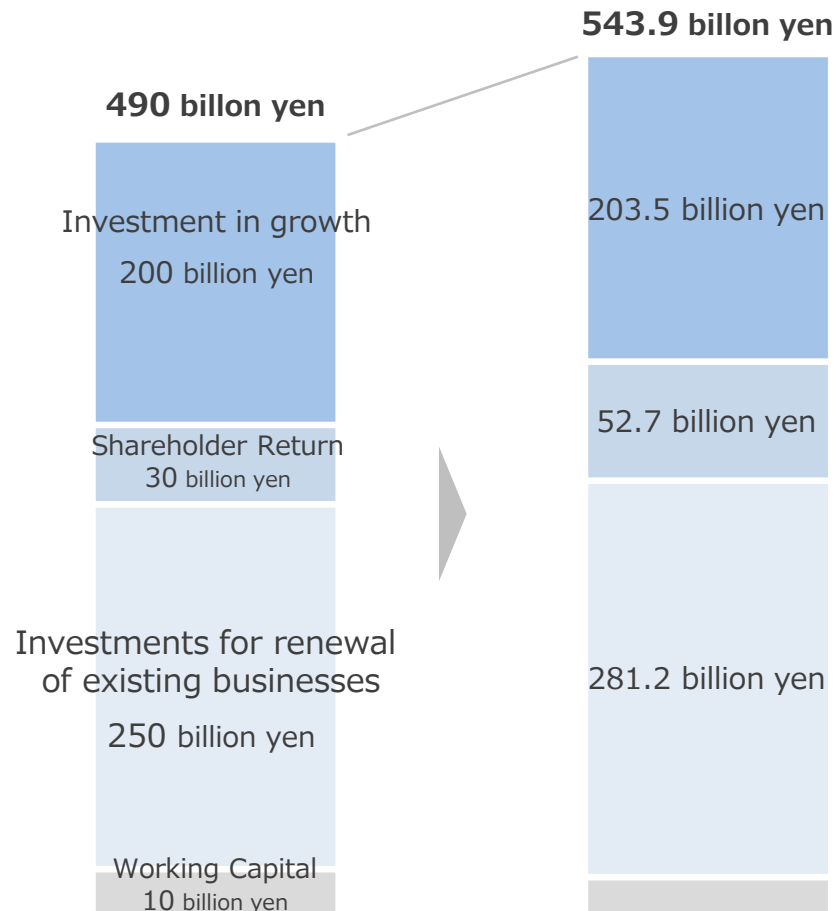 543.9 billon yen
490 billon yen
Investment in growth
200 billion yen
203.5 billion yen
Shareholder Return
30 billion yen
52.7 billion yen
Investments for renewal
of existing businesses
250 billion yen
281.2 billion yen
Working Capital
10 billion yen